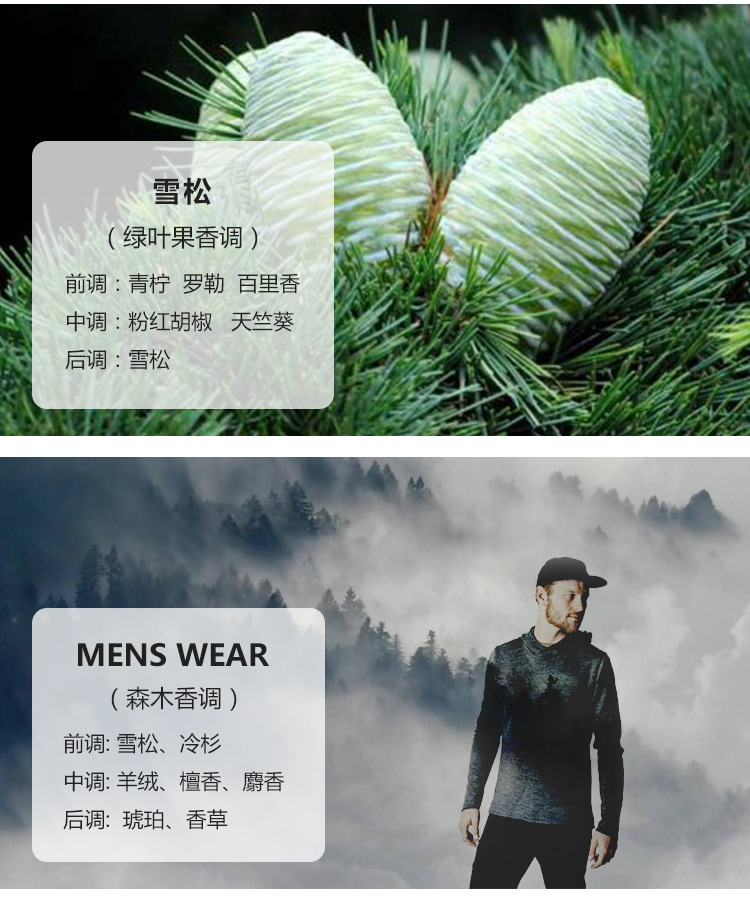 雪松
（绿叶果香调）
前调：青柠 罗勒 百里香
中调：粉红胡椒 天竺葵
后调：雪松
MENS WEAR
（森木香调）
前调: 雪松、冷杉
中调: 羊绒、檀香、麝香
后调: 琥珀、香草